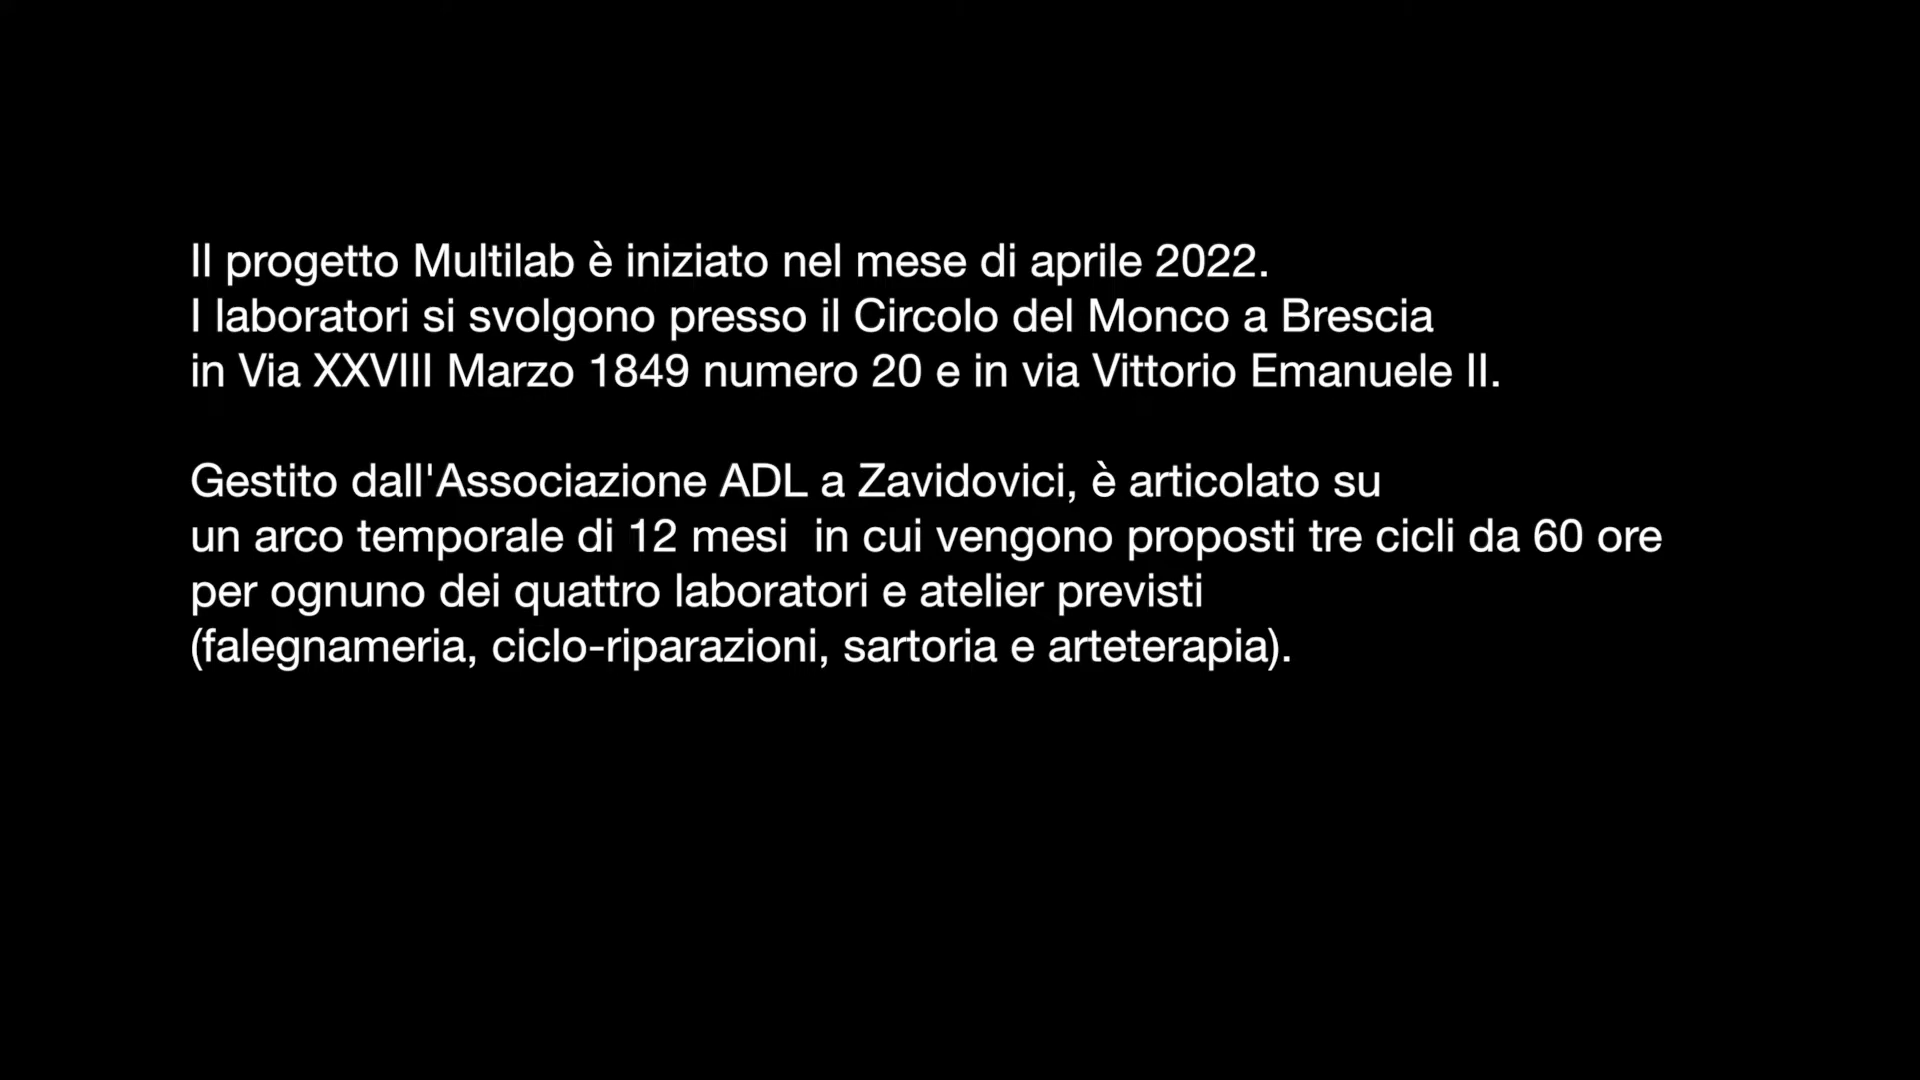 Il progetto Multilab è iniziato nel mese di aprile 2022.
I laboratori si svolgono presso il Circolo del Monco a Brescia
in Via XXVIII Marzo 1849 numero 20 e in via Vittorio Emanuele II.
Gestito dall'Associazione ADL a Zavidovici, è articolato su
un arco temporale di 12 mesi  in cui vengono proposti tre cicli da 60 ore
per ognuno dei quattro laboratori e atelier previsti
(falegnameria, ciclo-riparazioni, sartoria e arteterapia).